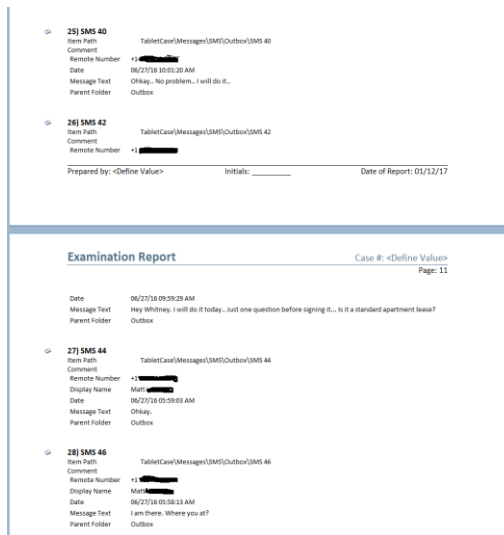 25) SMS 40
Item Path TabletCase\Messages\SMS\Outbox\SMS 40
Comment
Remote Number +1
Date 06/27/16 10:01:20 AM
Message Text Ohkay.. No problem.. I will do it..
Parent Folder Outbox
26) SMS 42
Item Path TabletCase\Messages\SMS\Outbox\SMS 42
Comment
Remote Number +1
Prepared by: <Define Value> Initials: ________ Date of Report: 01/12/17
Examination Report Case #: <Define Value>
Page: 11
Date 06/27/16 09:59:29 AM
Message Text Hey Whitney. I will do it today.. Just one question before signing it... Is it a standard apartment lease?
Parent Folder Outbox
27) SMS 44
Item Path TabletCase\Messages\SMS\Outbox\SMS 44
Comment
Remote Number +1
Display Name Matt
Date 06/27/16 05:59:03 AM
Message Text Ohkay.
Parent Folder Outbox
28) SMS 46
Item Path TabletCase\Messages\SMS\Outbox\SMS 46
Comment
Remote Number +1
Display Name Matt
Date 06/27/16 05:58:13 AM
Message Text I am there. Where you at?
Parent Folder Outbox